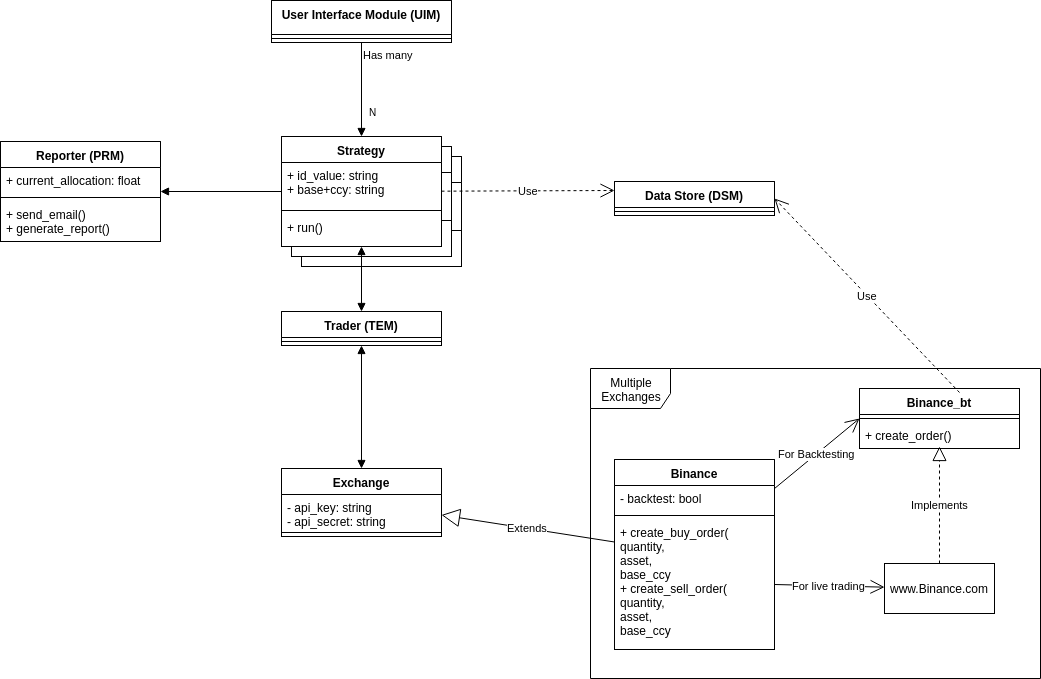 User Interface Module (UIM)
Has many
N
Reporter (PRM)
+ current_allocation: float
+ send_email()
+ generate_report()
Strategy
+ id_value: string
+ base+ccy: string
+ run()
Use
Data Store (DSM)
Use
Trader (TEM)
Exchange
- api_key: string
- api_secret: string
Extends
Multiple
Exchanges
Binance_bt
+ create_order()
For Backtesting
Binance
- backtest: bool
+ create_buy_order(
quantity,
asset,
base_ccy
+ create_sell_order(
quantity,
asset,
base_ccy
Implements
For live trading
www.Binance.com